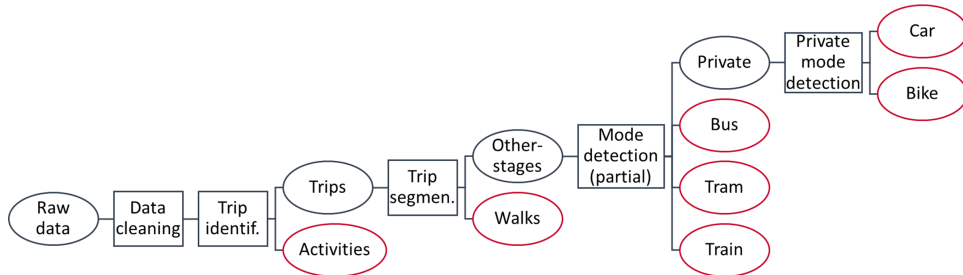 Raw
data
Data
cleaning
Trip
identif.
Trips
Activities
Trip
segmen.
Other-
stages
Walks
Mode
detection
(partial)
Private
Bus
Tram
Train
Private
mode
detection
Car
Bike